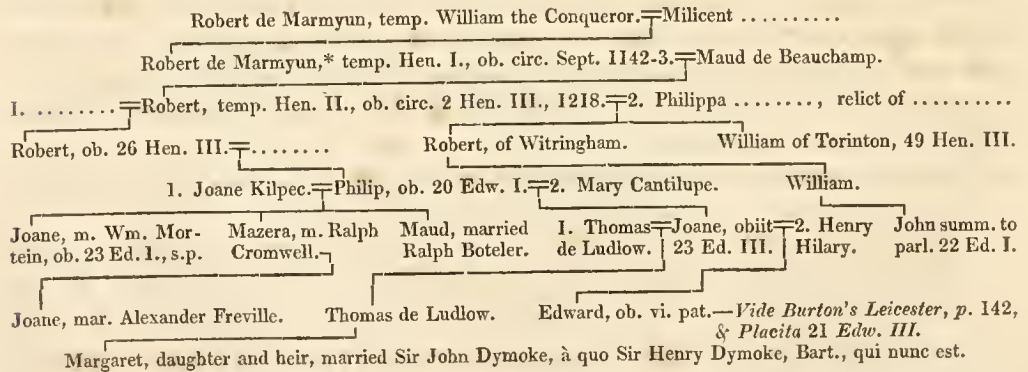 Robert de Marmyun, temp. William the Conqueror.╤Milicent ..........
Robert de Marmyun,* temp. Hen. I., ob. circ. Sept. 1142-3.╤Maud de Beauchamp.
1. ........╤Robert, temp. Hen. II., ob. circ. 2 Hen. III., 1218.╤2. Philippa ........, relict of ..........
Robert, ob. 26 Hen. III.╤........ Robert, of Witringham. William of Torinton, 49 Hen. III.
1. Joane Kilpec.╤Philip, ob. 20 Edw. I.╤2. Mary Cantilupe. William.
Joane, m. Wm. Mor- Mazera, m. Ralph Maud, married 1. Thomas╤Joane, obiit╤2. Henry John summ. to
tein, ob. 23 Ed. I., s.p. Cromwell. Ralph Boteler. de Ludlow. 23 Ed. III. Hilary. parl. 22 Ed. I.
Joane, mar. Alexander Freville. Thomas de Ludlow. Edward, ob. vi. pat.—Vide Burton's Leicester, p. 142,
& Placita 21 Edw. III.
Margaret, daughter and heir, married Sir John Dymoke, à quo Sir Henry Dymoke, Bart., qui nunc est.